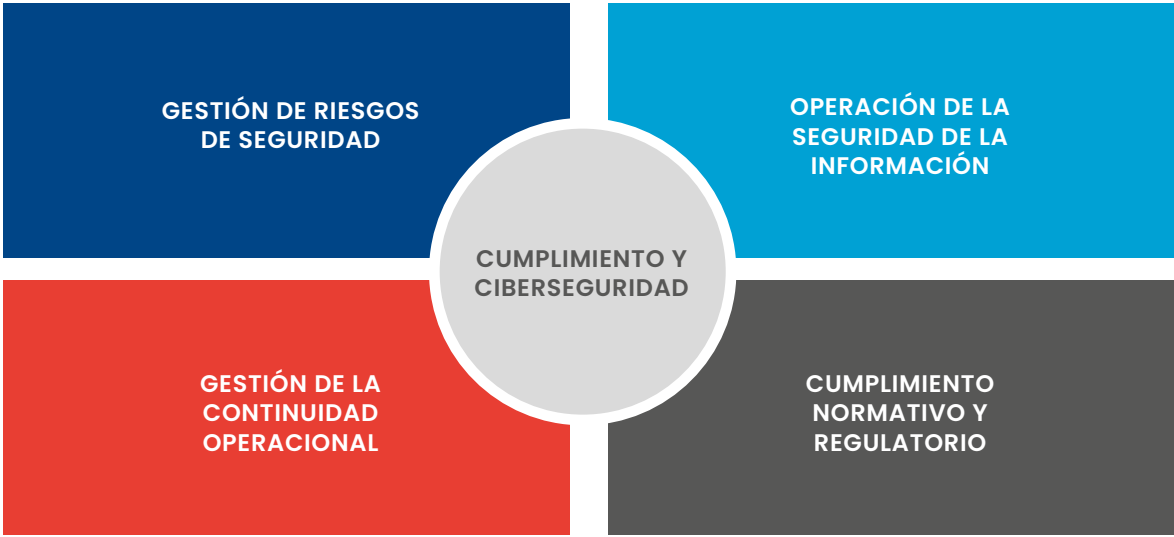 GESTIÓN DE RIESGOS
DE SEGURIDAD
OPERACIÓN DE LA
SEGURIDAD DE LA
INFORMACIÓN
CUMPLIMIENTO Y
CIBERSEGURIDAD
GESTIÓN DE LA
CONTINUIDAD
OPERACIONAL
CUMPLIMIENTO
NORMATIVO Y
REGULATORIO